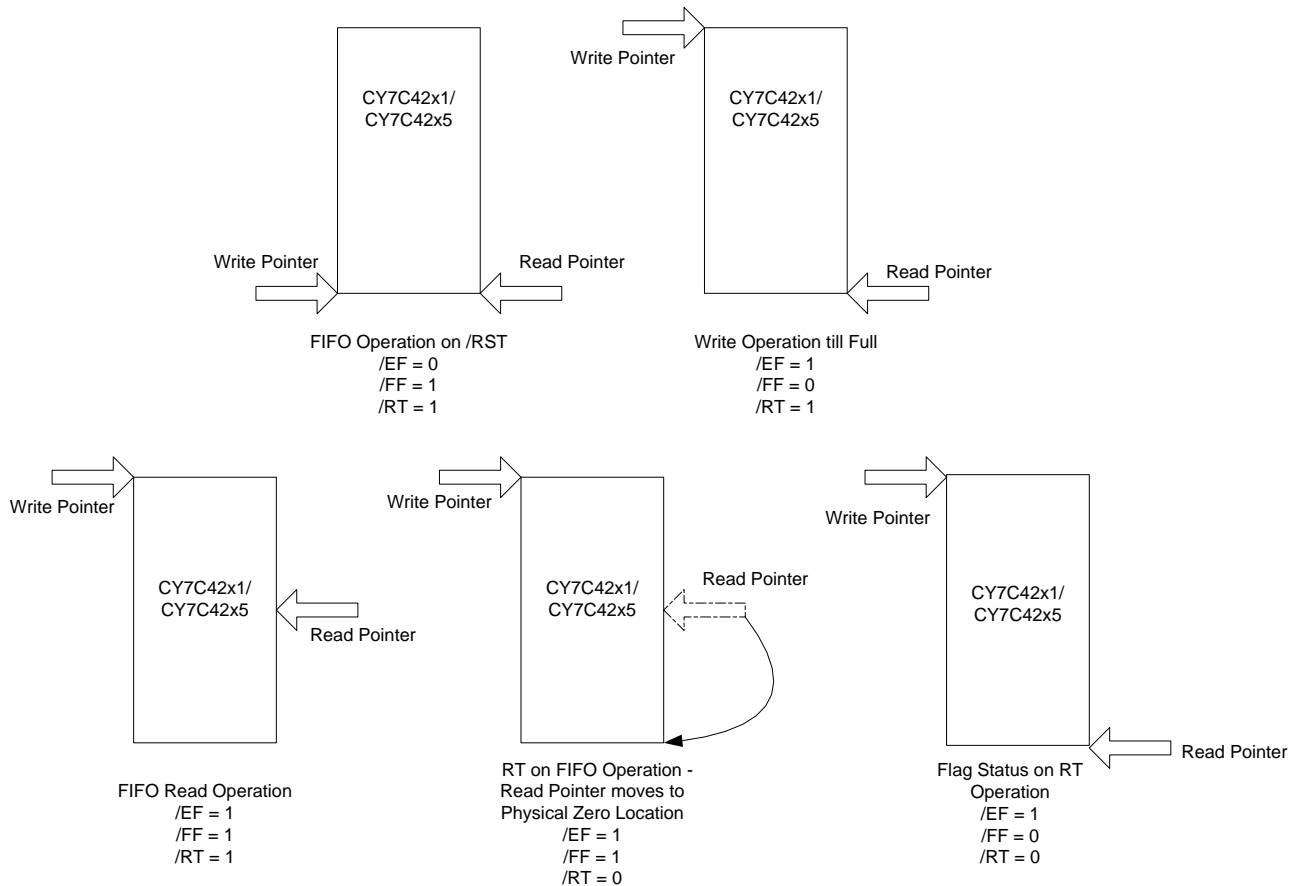 Write Pointer
CY7C42x1/
CY7C42x5
CY7C42x1/
CY7C42x5
Write Pointer
Read Pointer
Read Pointer
FIFO Operation on /RST
/EF = 0
/FF = 1
/RT = 1
Write Operation till Full
/EF = 1
/FF = 0
/RT = 1
Write Pointer
CY7C42x1/
CY7C42x5
Read Pointer
FIFO Read Operation
/EF = 1
/FF = 1
/RT = 1
Write Pointer
CY7C42x1/
CY7C42x5
Read Pointer
RT on FIFO Operation -
Read Pointer moves to
Physical Zero Location
/EF = 1
/FF = 1
/RT = 0
Write Pointer
CY7C42x1/
CY7C42x5
Read Pointer
Flag Status on RT
Operation
/EF = 1
/FF = 0
/RT = 0